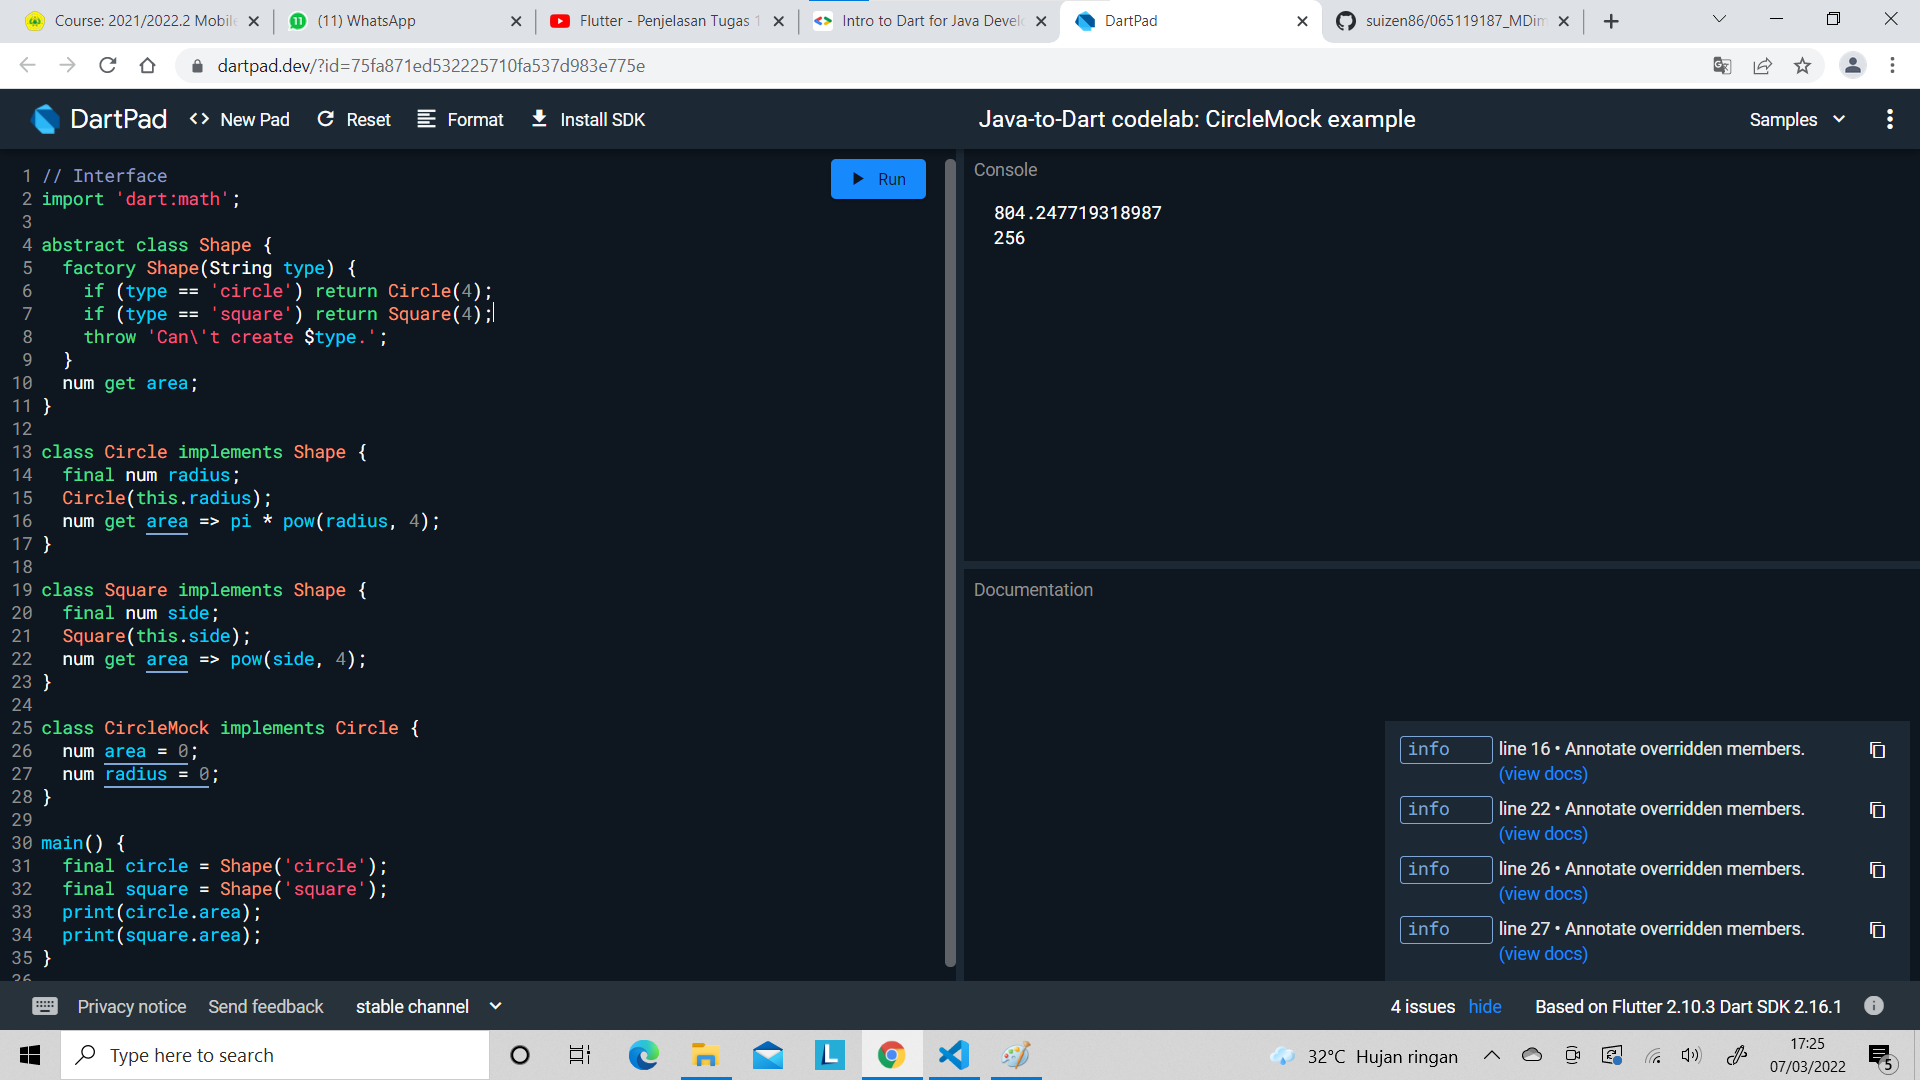 Course: 2021/2022.2 Mobile
(11) WhatsApp
Flutter - Penjelasan Tugas 1
Intro to Dart for Java Develo
DartPad
suizen86/065119187_MDim
dartpad.dev/?id=75fa871ed532225710fa537d983e775e
DartPad
New Pad
Reset
Format
Install SDK
Java-to-Dart codelab: CircleMock example
Samples
1 // Interface
2 import 'dart:math';
3
4 abstract class Shape {
5   factory Shape(String type) {
6     if (type == 'circle') return Circle(4);
7     if (type == 'square') return Square(4);
8     throw 'Can\'t create $type.';
9   }
10   num get area;
11 }
12
13 class Circle implements Shape {
14   final num radius;
15   Circle(this.radius);
16   num get area => pi * pow(radius, 4);
17 }
18
19 class Square implements Shape {
20   final num side;
21   Square(this.side);
22   num get area => pow(side, 4);
23 }
24
25 class CircleMock implements Circle {
26   num area = 0;
27   num radius = 0;
28 }
29
30 main() {
31   final circle = Shape('circle');
32   final square = Shape('square');
33   print(circle.area);
34   print(square.area);
35 }
36
Run
Console
804.247719318987
256
Documentation
info line 16 • Annotate overridden members.
(view docs)
info line 22 • Annotate overridden members.
(view docs)
info line 26 • Annotate overridden members.
(view docs)
info line 27 • Annotate overridden members.
(view docs)
Privacy notice
Send feedback
stable channel
4 issues hide
Based on Flutter 2.10.3 Dart SDK 2.16.1
Type here to search
32°C Hujan ringan
17:25
07/03/2022
5